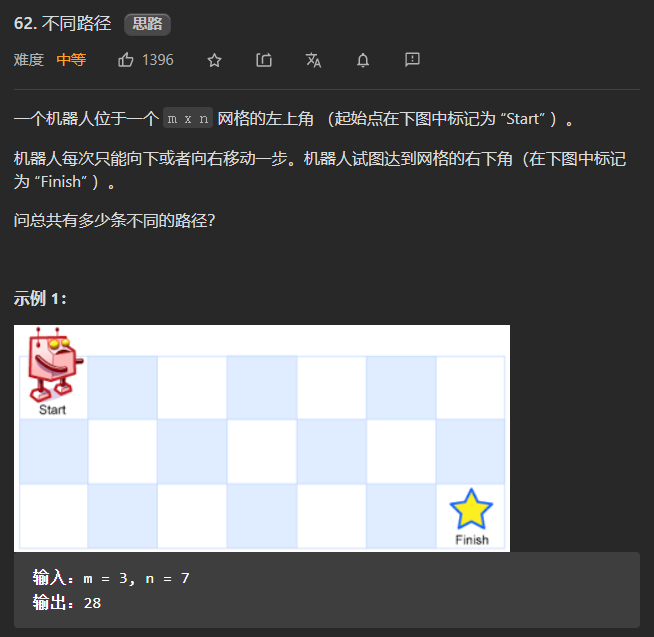 62. 不同路径 思路
难度 中等 1396
一个机器人位于一个 m x n 网格的左上角 （起始点在下图中标记为 “Start” ）。
机器人每次只能向下或者向右移动一步。机器人试图达到网格的右下角（在下图中标记
为 “Finish” ）。
问总共有多少条不同的路径？
示例 1：
Start
Finish
输入：m = 3, n = 7
输出：28